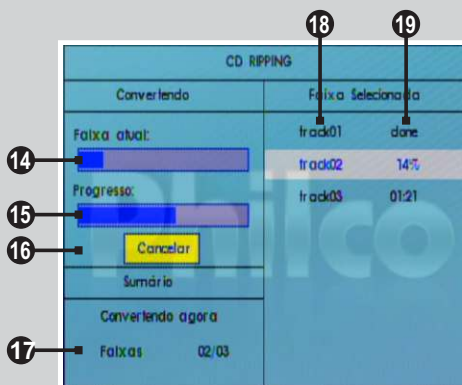 18 19
CD RIPPING
Convertendo
Faixa Selecionada
Faixa atual:
track01 done
14
track02 14%
Progresso:
track03 01:21
15
16 Cancelar
Philco
Sumário
Convertendo agora
17 Faixas 02/03